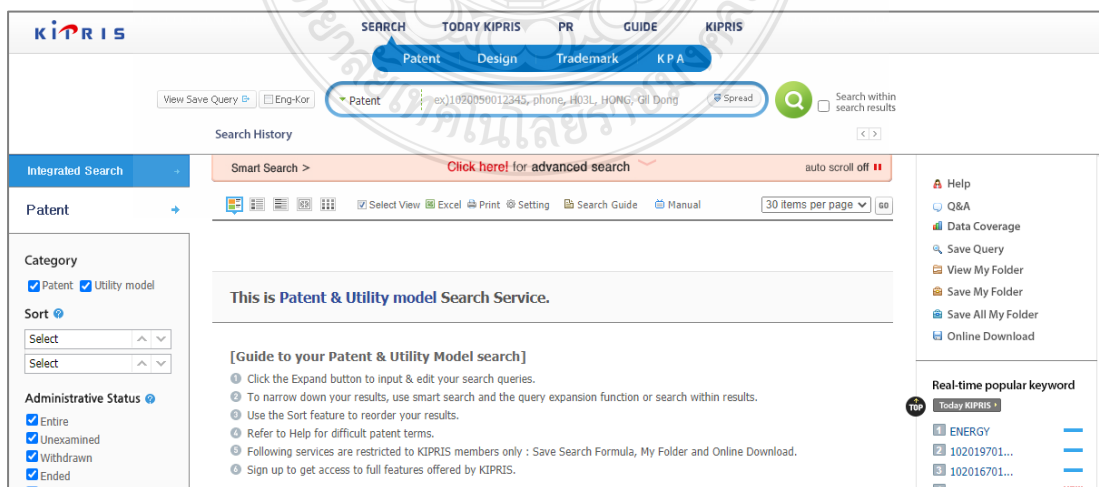 KIPRIS
SEARCH TODAY KIPRIS PR GUIDE KIPRIS
Patent Design Trademark KPA
View Save Query Eng-Kor Patent ex)1020050012345, phone, H03L, HONG, Gil Dong Spread Search within search results
Search History < >
Integrated Search
Smart Search > Click here! for advanced search auto scroll off
Patent
Select View Excel Print Setting Search Guide Manual 30 items per page GO
Category
Patent Utility model
Sort
Select
Select
Administrative Status
Entire
Unexamined
Withdrawn
Ended
This is Patent & Utility model Search Service.
[Guide to your Patent & Utility Model search]
1 Click the Expand button to input & edit your search queries.
2 To narrow down your results, use smart search and the query expansion function or search within results.
3 Use the Sort feature to reorder your results.
4 Refer to Help for difficult patent terms.
5 Following services are restricted to KIPRIS members only : Save Search Formula, My Folder and Online Download.
6 Sign up to get access to full features offered by KIPRIS.
Help
Q&A
Data Coverage
Save Query
View My Folder
Save My Folder
Save All My Folder
Online Download
Real-time popular keyword
TOP Today KIPRIS
1 ENERGY
2 102019701...
3 102016701...